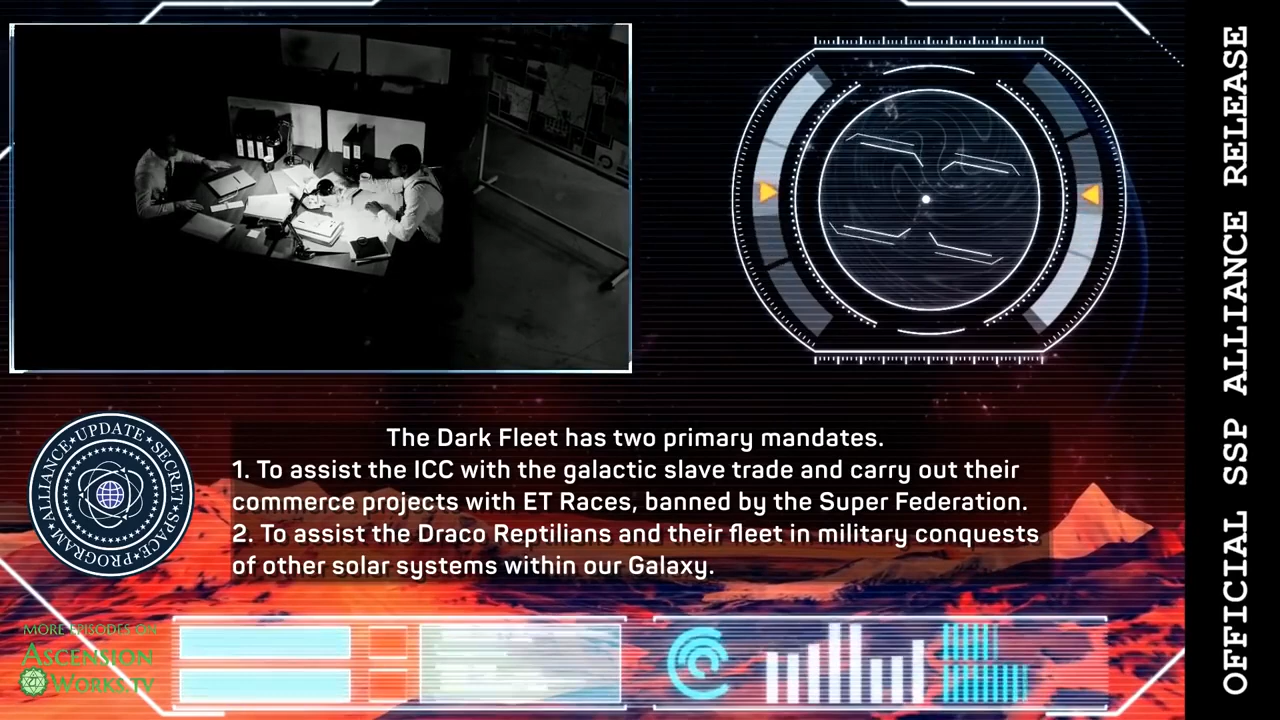 The Dark Fleet has two primary mandates.
1. To assist the ICC with the galactic slave trade and carry out their
commerce projects with ET Races, banned by the Super Federation.
2. To assist the Draco Reptilians and their fleet in military conquests
of other solar systems within our Galaxy.
ALLIANCE★UPDATE★SECRET★SPACE★PROGRAM★
MORE EPISODES ON
ASCENSION
WORKS.TV
OFFICIAL SSP ALLIANCE RELEASE